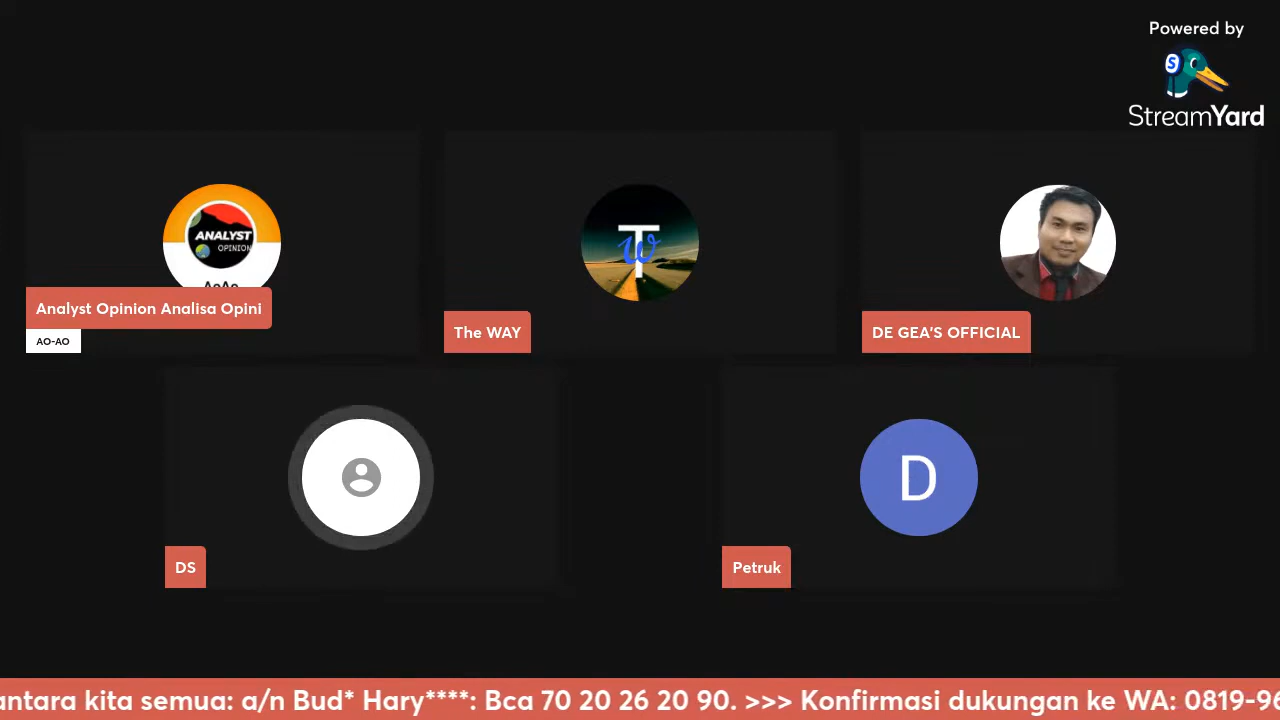 Powered by
StreamYard
ANALYST
OPINION
AoAo
Analyst Opinion Analisa Opini
AO-AO
T
w
The WAY
DE GEA'S OFFICIAL
DS
D
Petruk
antara kita semua: a/n Bud* Hary****: Bca 70 20 26 20 90. >>> Konfirmasi dukungan ke WA: 0819-96